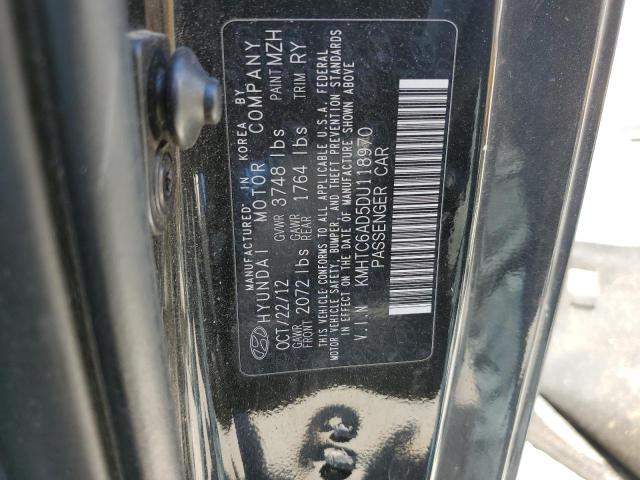 MANUFACTURED IN KOREA BY
HYUNDAI MOTOR COMPANY
OCT/22/12 GVWR 3748 lbs PAINT MZH
GAWR FRONT 2072 lbs GAWR REAR 1764 lbs TRIM RY
THIS VEHICLE CONFORMS TO ALL APPLICABLE U.S.A. FEDERAL
MOTOR VEHICLE SAFETY, BUMPER, AND THEFT PREVENTION STANDARDS
IN EFFECT ON THE DATE OF MANUFACTURE SHOWN ABOVE
V.I.N KMHTC6AD5DU118970
PASSENGER CAR